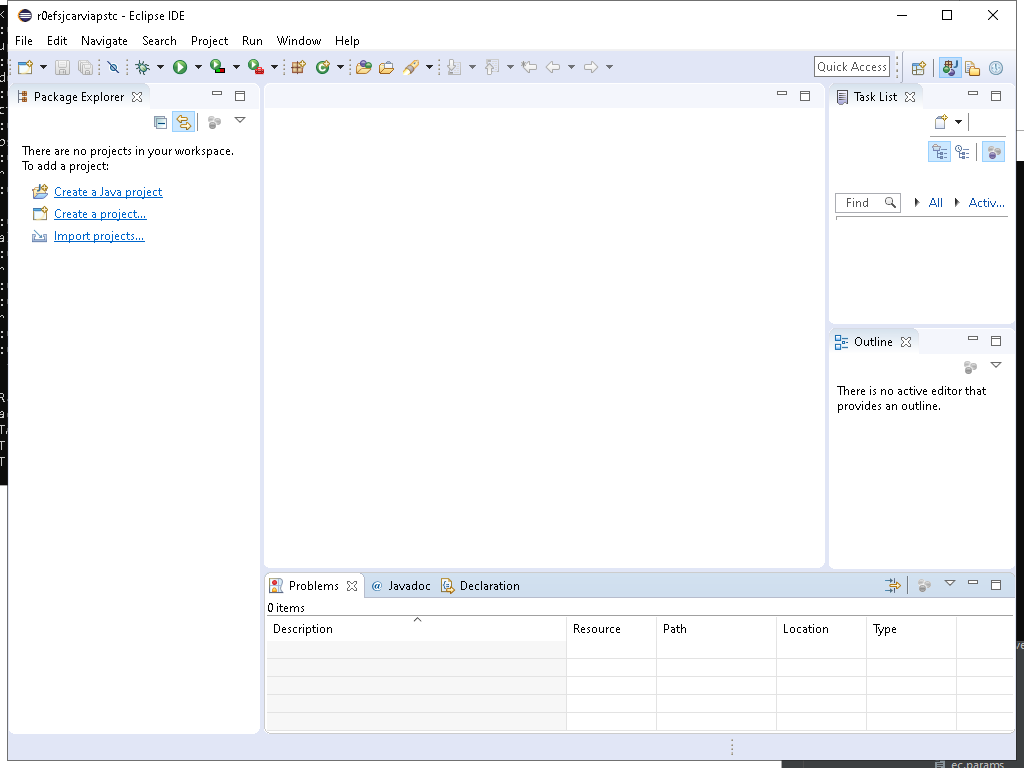 r0efsjcarviapstc - Eclipse IDE
File Edit Navigate Search Project Run Window Help
Quick Access
Package Explorer
Task List
There are no projects in your workspace.
To add a project:
Create a Java project
Create a project...
Import projects...
Find
All
Activ...
Outline
There is no active editor that
provides an outline.
Problems
@ Javadoc
Declaration
0 items
Description Resource Path Location Type
ec.params